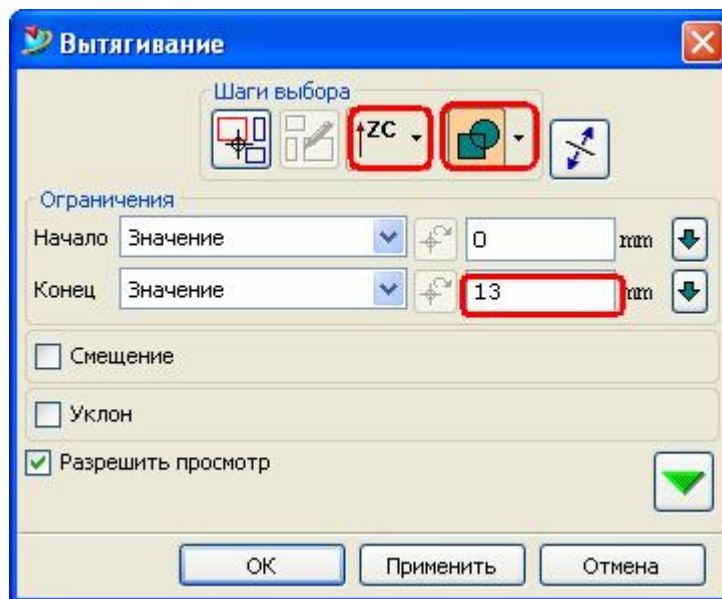 Вытягивание
Шаги выбора
ZC
Ограничения
Начало Значение 0 mm
Конец Значение 13 mm
Смещение
Уклон
Разрешить просмотр
ОК Применить Отмена